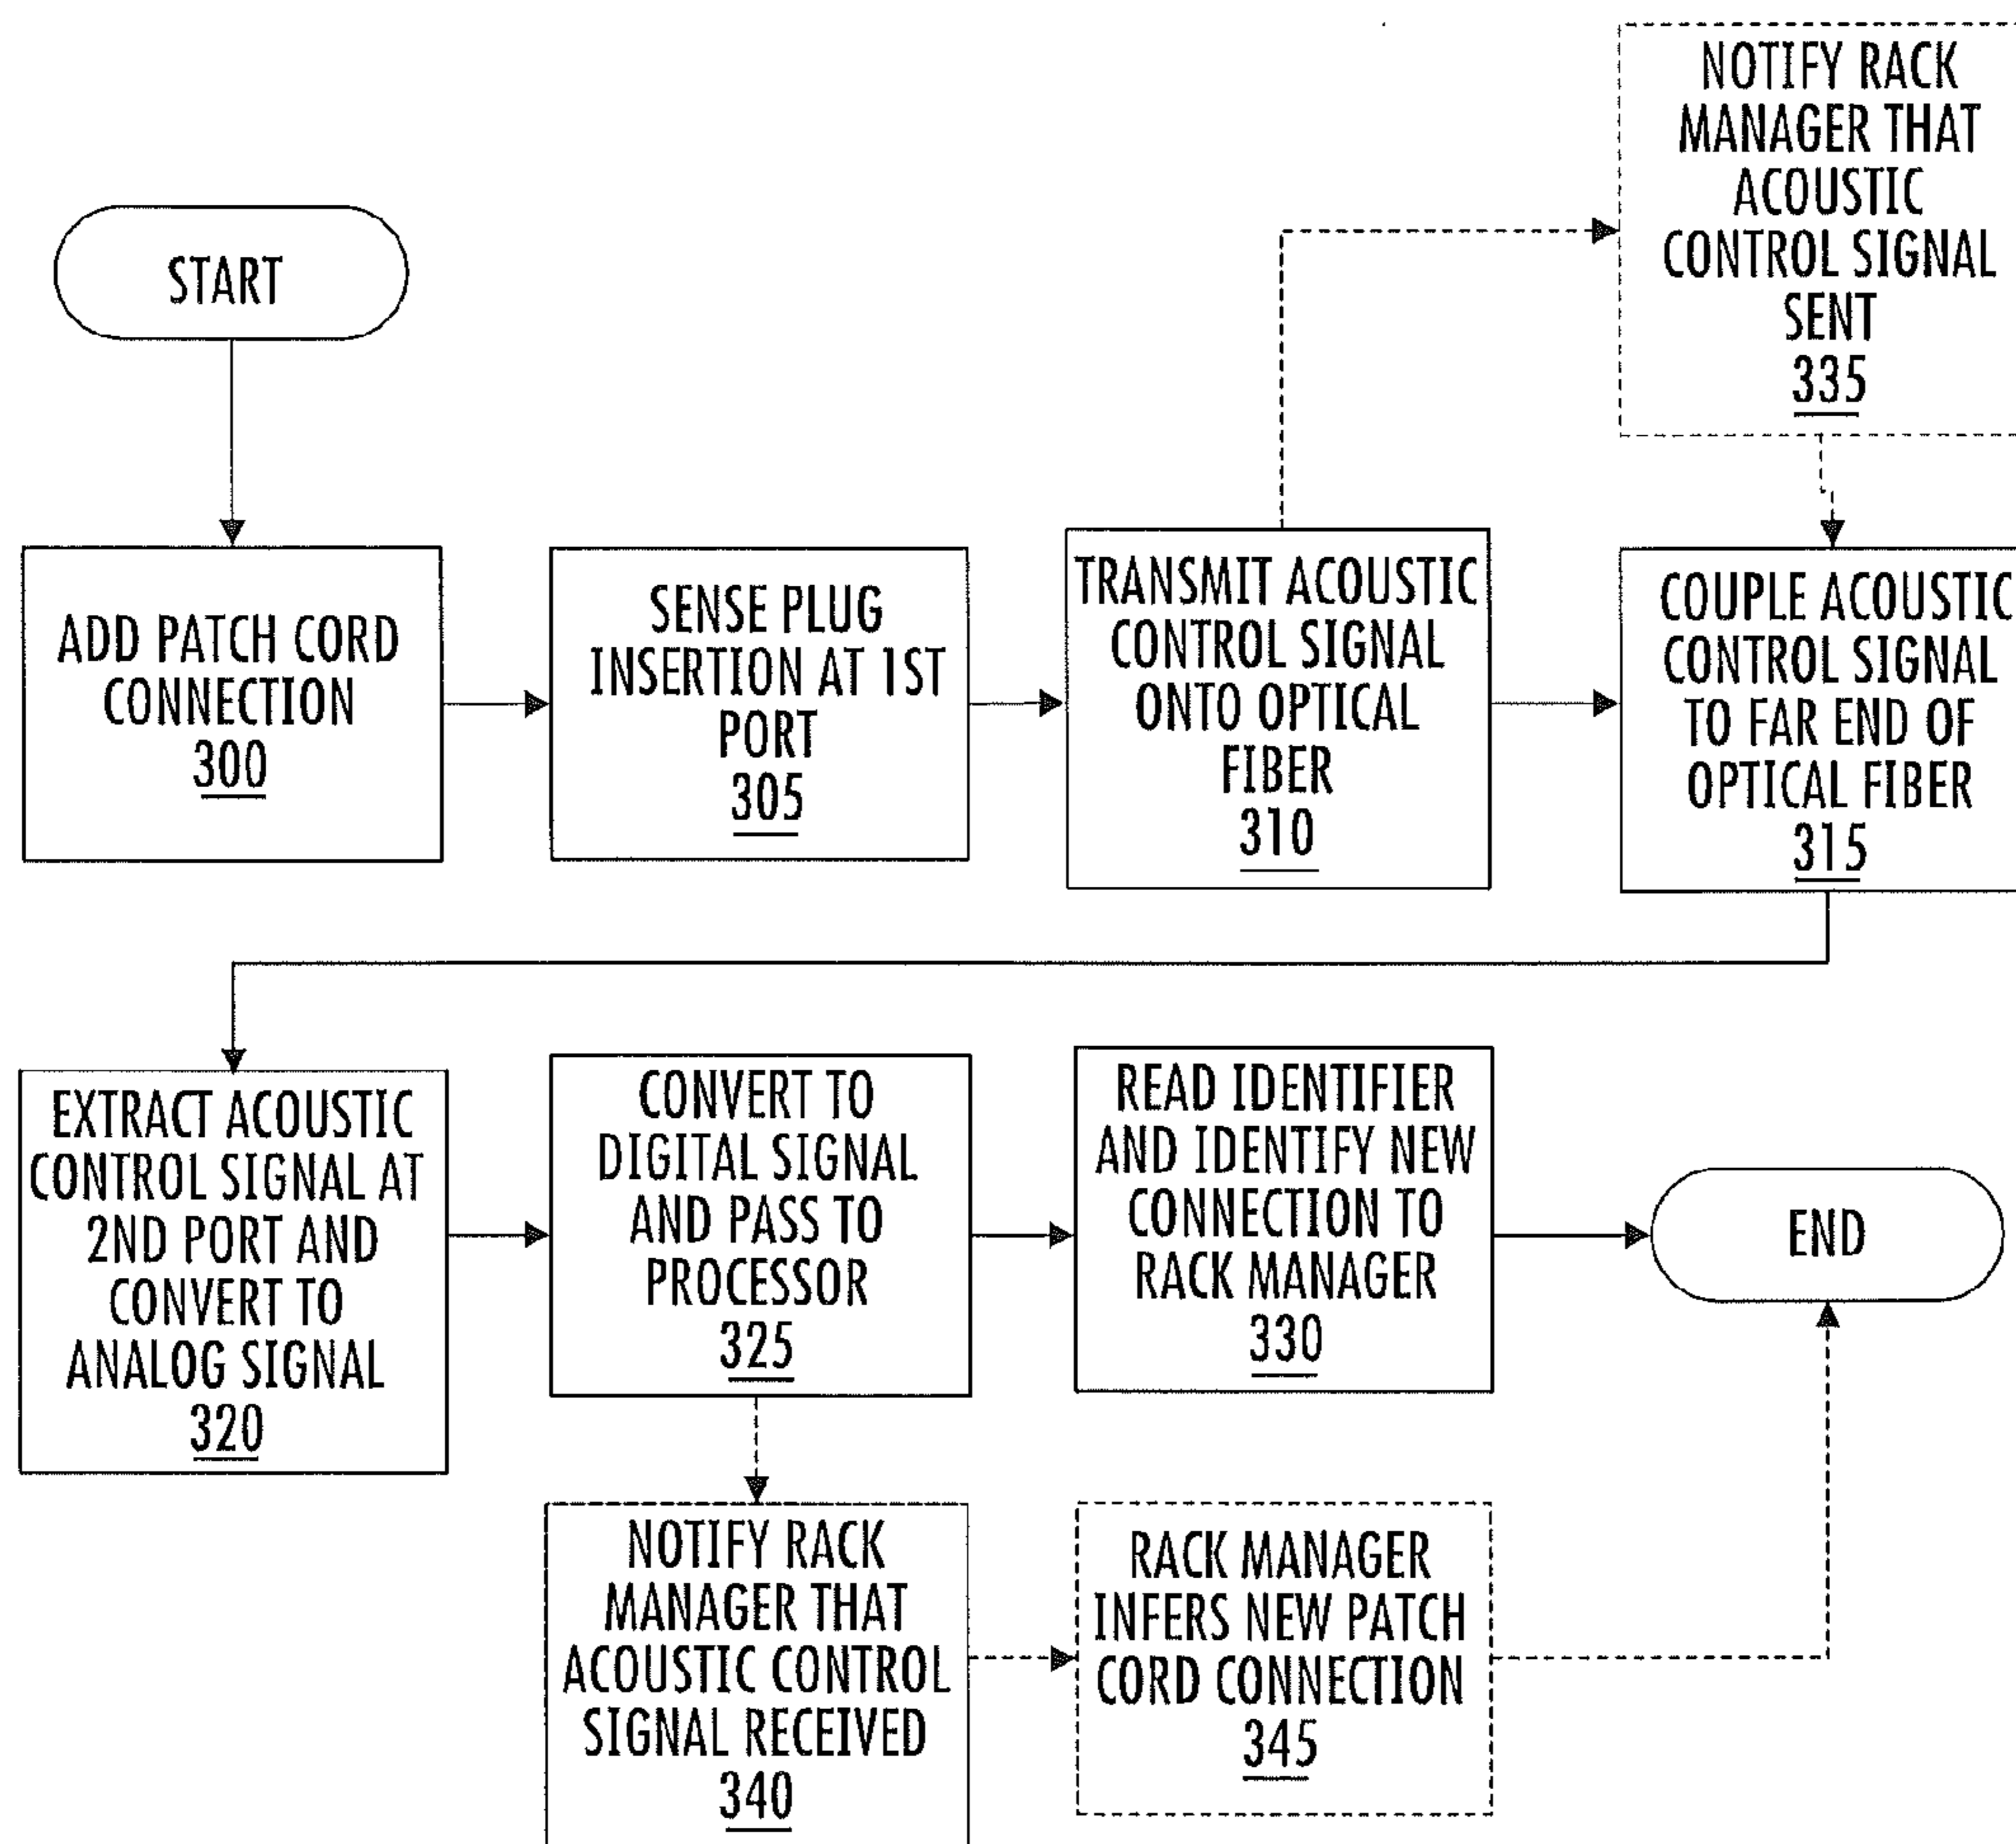 START
ADD PATCH CORD
CONNECTION
300
SENSE PLUG
INSERTION AT 1ST
PORT
305
TRANSMIT ACOUSTIC
CONTROL SIGNAL
ONTO OPTICAL
FIBER
310
NOTIFY RACK
MANAGER THAT
ACOUSTIC
CONTROL SIGNAL
SENT
335
COUPLE ACOUSTIC
CONTROL SIGNAL
TO FAR END OF
OPTICAL FIBER
315
EXTRACT ACOUSTIC
CONTROL SIGNAL AT
2ND PORT AND
CONVERT TO
ANALOG SIGNAL
320
CONVERT TO
DIGITAL SIGNAL
AND PASS TO
PROCESSOR
325
READ IDENTIFIER
AND IDENTIFY NEW
CONNECTION TO
RACK MANAGER
330
END
NOTIFY RACK
MANAGER THAT
ACOUSTIC CONTROL
SIGNAL RECEIVED
340
RACK MANAGER
INFERS NEW PATCH
CORD CONNECTION
345